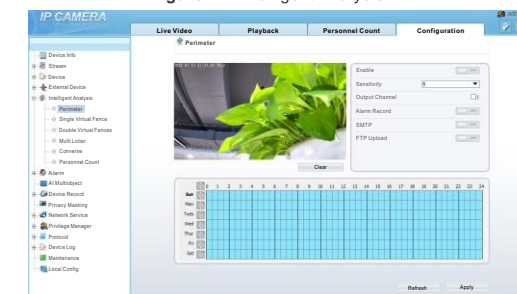 IP CAMERA
Live Video
Playback
Personnel Count
Configuration
Perimeter
Device Info
Stream
Device
External Device
Intelligent Analysis
Perimeter
Single Virtual Fence
Double Virtual Fences
Multi Loiter
Converse
Personnel Count
Alarm
AI Multiobject
Device Record
Privacy Masking
Network Service
Privilege Manager
Protocol
Device Log
Maintenance
Local Config
Enable
Sensitivity
5
Output Channel
1
Alarm Record
SMTP
FTP Upload
Clear
0 1 2 3 4 5 6 7 8 9 10 11 12 13 14 15 16 17 18 19 20 21 22 23 24
Sun
Mon
Tues
Wed
Thur
Fri
Sat
Refresh
Apply